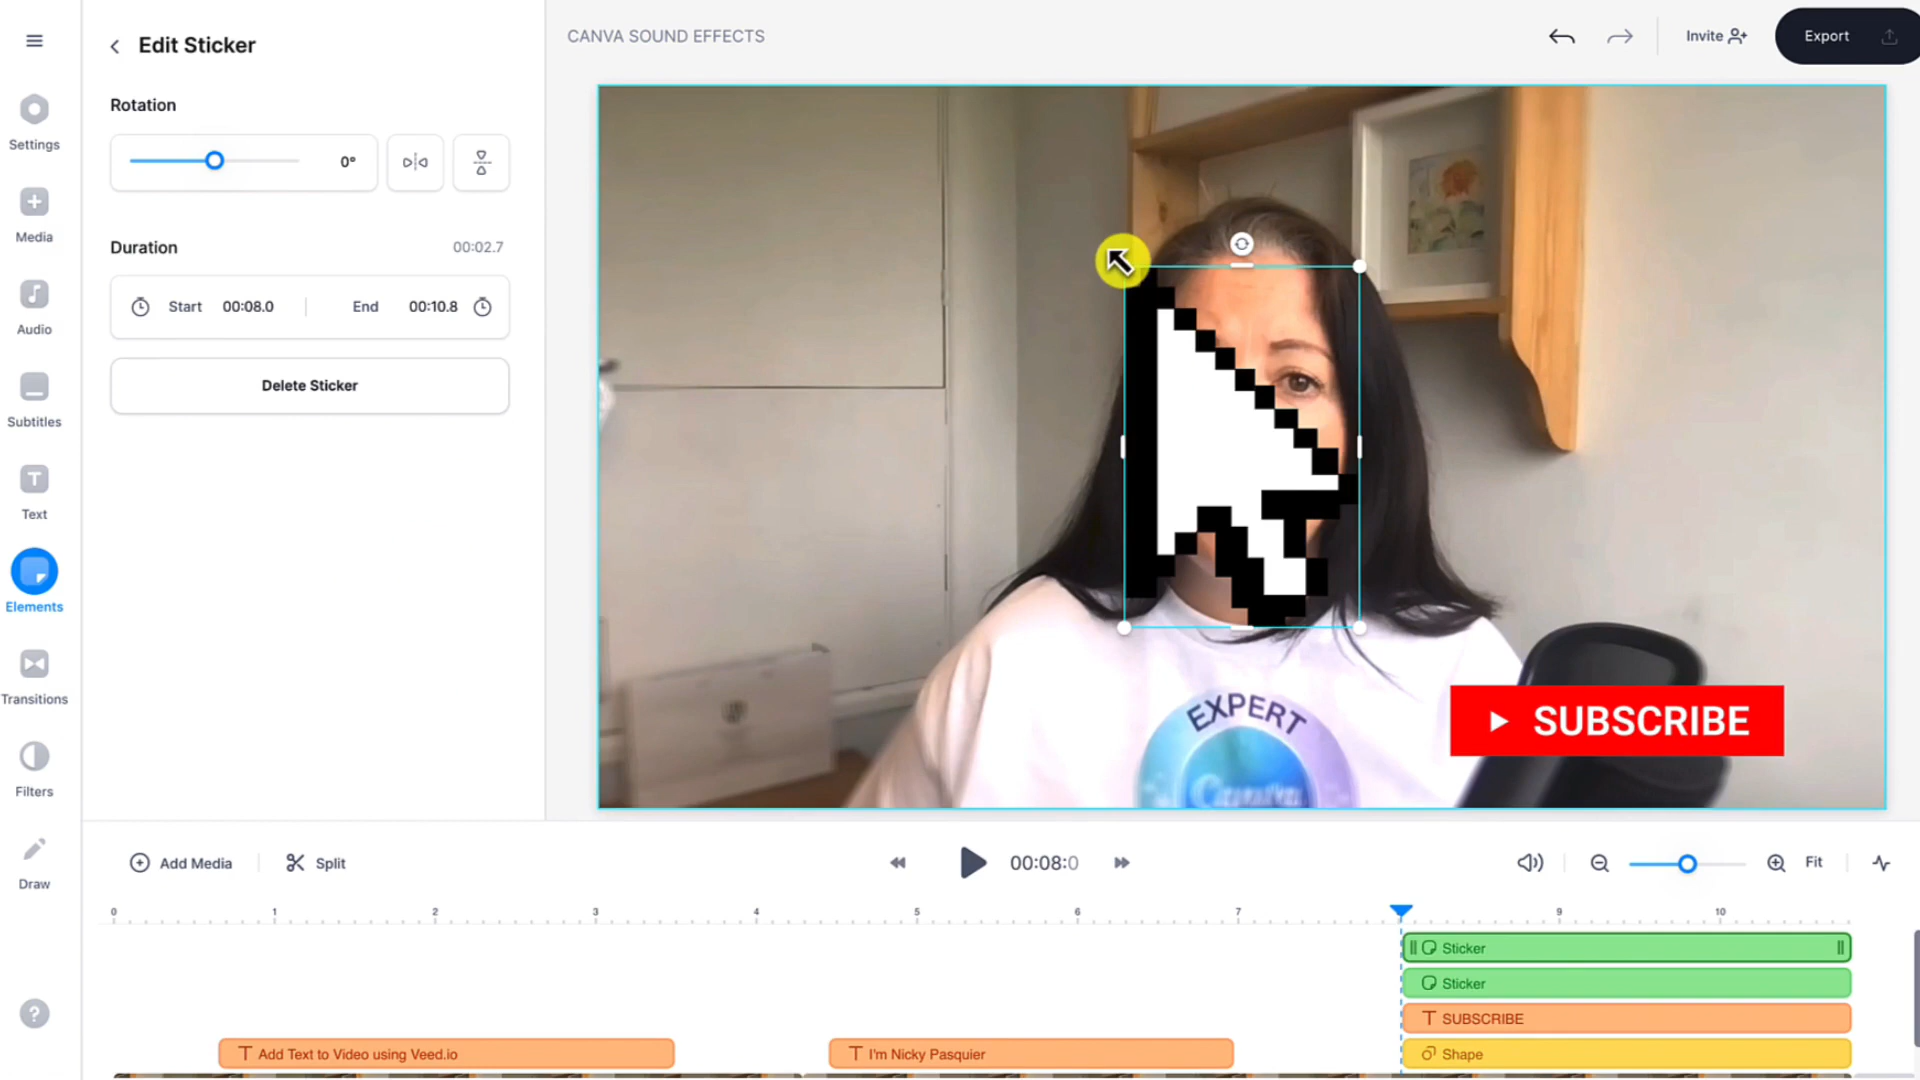 Edit Sticker
CANVA SOUND EFFECTS
Invite
Export
Rotation
0°
Settings
Media
Duration
00:02.7
Start
00:08.0
End
00:10.8
Audio
Delete Sticker
Subtitles
Text
Elements
Transitions
EXPERT
SUBSCRIBE
Filters
Add Media
Split
00:08:0
Fit
Draw
0
1
2
3
4
5
6
7
9
10
Sticker
Sticker
SUBSCRIBE
Add Text to Video using Veed.io
I'm Nicky Pasquier
Shape